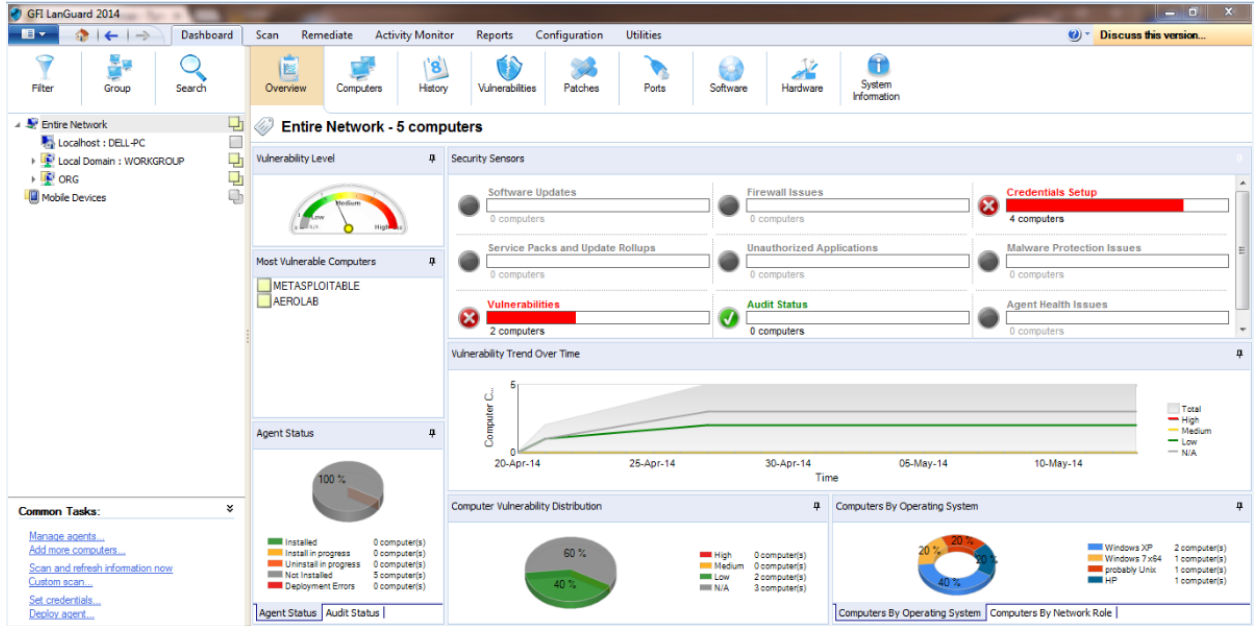 GFI LanGuard 2014
Dashboard Scan Remediate Activity Monitor Reports Configuration Utilities Discuss this version...
Filter Group Search
Overview Computers History Vulnerabilities Patches Ports Software Hardware System Information
Entire Network
Localhost : DELL-PC
Local Domain : WORKGROUP
ORG
Mobile Devices
Common Tasks:
Manage agents...
Add more computers...
Scan and refresh information now
Custom scan...
Set credentials...
Deploy agent...
Entire Network - 5 computers
Vulnerability Level
Medium
Low
High
N/A
Most Vulnerable Computers
METASPLOITABLE
AEROLAB
Agent Status
100 %
Installed 0 computer(s)
Install in progress 0 computer(s)
Uninstall in progress 0 computer(s)
Not Installed 5 computer(s)
Deployment Errors 0 computer(s)
Agent Status Audit Status
Security Sensors
Software Updates
0 computers
Firewall Issues
0 computers
Credentials Setup
4 computers
Service Packs and Update Rollups
0 computers
Unauthorized Applications
0 computers
Malware Protection Issues
0 computers
Vulnerabilities
2 computers
Audit Status
0 computers
Agent Health Issues
0 computers
Vulnerability Trend Over Time
Computer C...
5
0
20-Apr-14 25-Apr-14 30-Apr-14 05-May-14 10-May-14
Time
Total
High
Medium
Low
N/A
Computer Vulnerability Distribution
60 %
40 %
High 0 computer(s)
Medium 0 computer(s)
Low 2 computer(s)
N/A 3 computer(s)
Computers By Operating System
20 %
20 %
20 %
40 %
Windows XP 2 computer(s)
Windows 7 x64 1 computer(s)
probably Unix 1 computer(s)
HP 1 computer(s)
Computers By Operating System Computers By Network Role